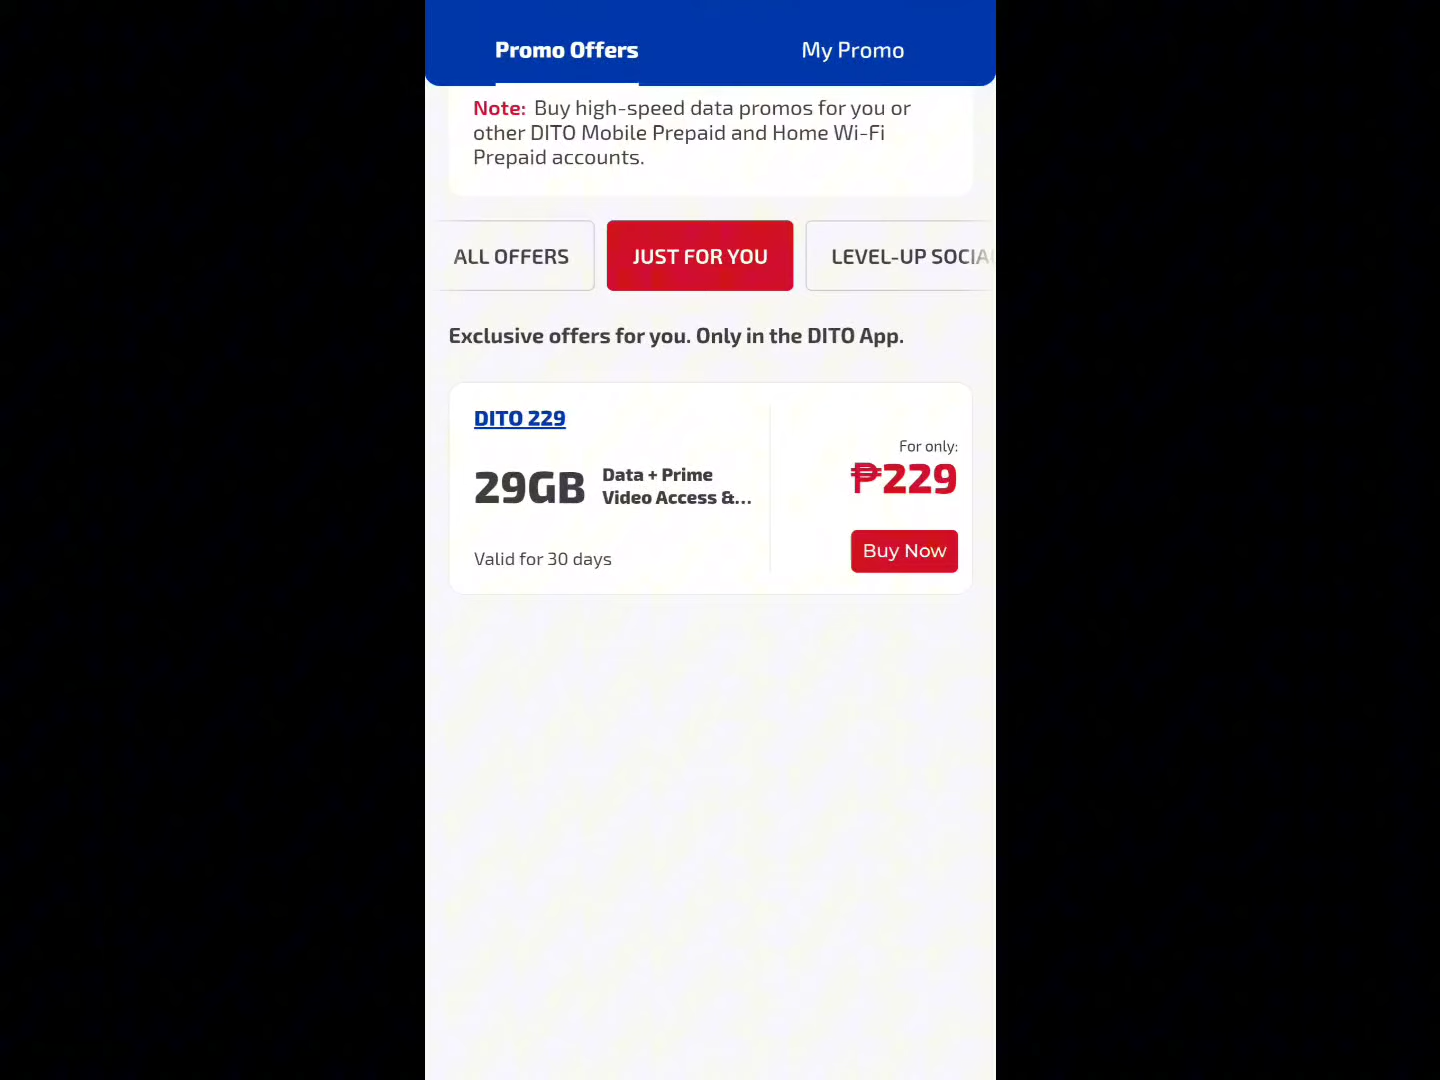 Promo Offers
My Promo
Note: Buy high-speed data promos for you or
other DITO Mobile Prepaid and Home Wi-Fi
Prepaid accounts.
ALL OFFERS
JUST FOR YOU
LEVEL-UP SOCIA
Exclusive offers for you. Only in the DITO App.
DITO 229
29GB
Data + Prime
Video Access &...
Valid for 30 days
For only:
₱229
Buy Now